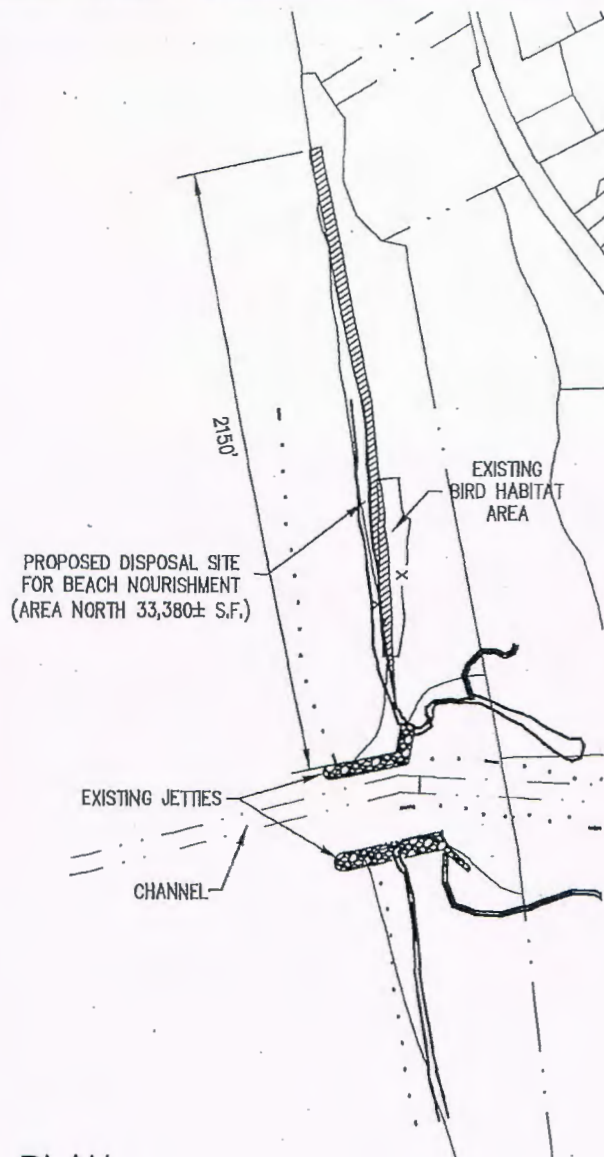 2150'
EXISTING
BIRD HABITAT
AREA
PROPOSED DISPOSAL SITE
FOR BEACH NOURISHMENT
(AREA NORTH 33,380± S.F.)
X
X
EXISTING JETTIES
CHANNEL